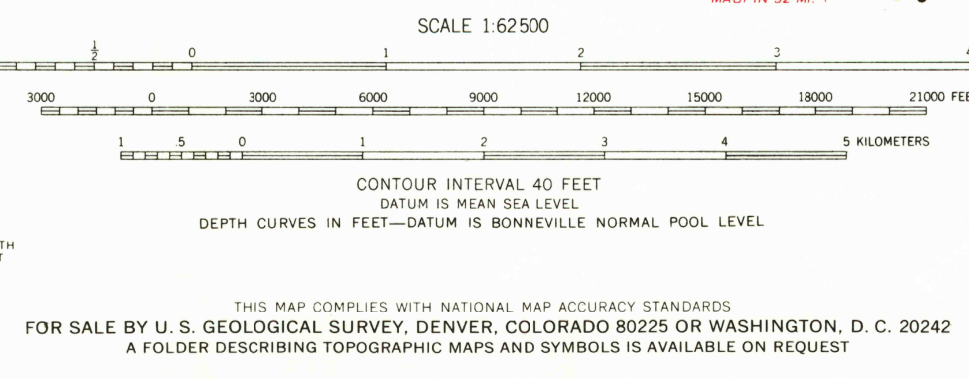 SCALE 1:62500
1/2 0 1 2 3 4
3000 0 3000 6000 9000 12000 15000 18000 21000 FEE
1 .5 0 1 2 3 4 5 KILOMETERS
CONTOUR INTERVAL 40 FEET
DATUM IS MEAN SEA LEVEL
DEPTH CURVES IN FEET—DATUM IS BONNEVILLE NORMAL POOL LEVEL
TH
T
THIS MAP COMPLIES WITH NATIONAL MAP ACCURACY STANDARDS
FOR SALE BY U. S. GEOLOGICAL SURVEY, DENVER, COLORADO 80225 OR WASHINGTON, D. C. 20242
A FOLDER DESCRIBING TOPOGRAPHIC MAPS AND SYMBOLS IS AVAILABLE ON REQUEST